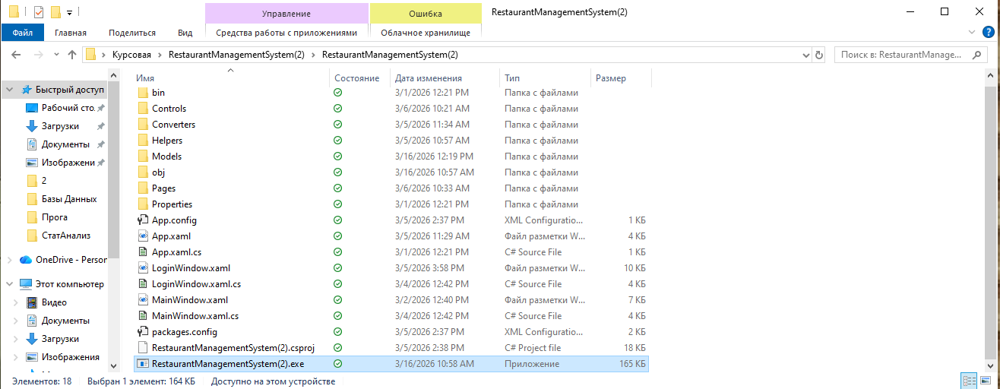 Управление
Ошибка
RestaurantManagementSystem(2)
Файл
Главная
Поделиться
Вид
Средства работы с приложениями
Облачное хранилище
Курсовая
RestaurantManagementSystem(2)
RestaurantManagementSystem(2)
Поиск в: RestaurantManage...
Быстрый доступ
Рабочий сто
Загрузки
Документы
Изображени
2
Базы Данных
Прога
СтатАнализ
OneDrive - Person
Этот компьютер
Видео
Документы
Загрузки
Изображения
Имя Состояние Дата изменения Тип Размер
bin 3/1/2026 12:21 PM Папка с файлами
Controls 3/6/2026 10:21 AM Папка с файлами
Converters 3/5/2026 11:34 AM Папка с файлами
Helpers 3/5/2026 10:57 AM Папка с файлами
Models 3/16/2026 12:19 PM Папка с файлами
obj 3/16/2026 10:57 AM Папка с файлами
Pages 3/6/2026 10:33 AM Папка с файлами
Properties 3/1/2026 12:21 PM Папка с файлами
App.config 3/5/2026 2:37 PM XML Configuratio... 1 КБ
App.xaml 3/5/2026 11:29 AM Файл разметки W... 4 КБ
App.xaml.cs 3/1/2026 12:21 PM C# Source File 1 КБ
LoginWindow.xaml 3/5/2026 3:58 PM Файл разметки W... 10 КБ
LoginWindow.xaml.cs 3/4/2026 12:42 PM C# Source File 4 КБ
MainWindow.xaml 3/2/2026 12:40 PM Файл разметки W... 7 КБ
MainWindow.xaml.cs 3/4/2026 12:42 PM C# Source File 4 КБ
packages.config 3/5/2026 2:37 PM XML Configuratio... 2 КБ
RestaurantManagementSystem(2).csproj 3/5/2026 2:38 PM C# Project file 18 КБ
RestaurantManagementSystem(2).exe 3/16/2026 10:58 AM Приложение 165 КБ
Элементов: 18
Выбран 1 элемент: 164 КБ
Доступно на этом устройстве